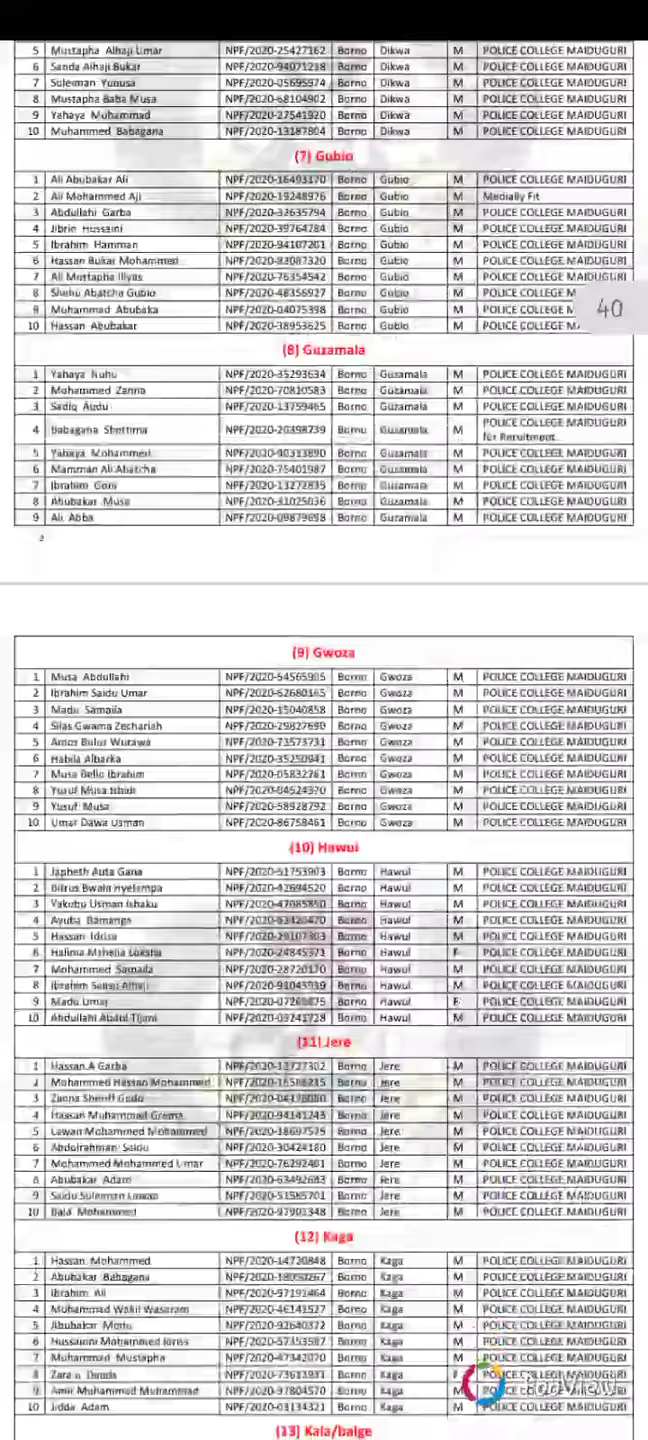 5 Mustapha Alhaji Umar NPF/2020-25427162 Borno Dikwa M POLICE COLLEGE MAIDUGURI
6 Sanda Alhaji Bukar NPF/2020-94071218 Borno Dikwa M POLICE COLLEGE MAIDUGURI
7 Suleiman Yunusa NPF/2020-05695974 Borno Dikwa M POLICE COLLEGE MAIDUGURI
8 Mustapha Baba Musa NPF/2020-68104902 Borno Dikwa M POLICE COLLEGE MAIDUGURI
9 Yahaya Muhammad NPF/2020-27541920 Borno Dikwa M POLICE COLLEGE MAIDUGURI
10 Muhammed Babagana NPF/2020-13187804 Borno Dikwa M POLICE COLLEGE MAIDUGURI
(7) Gubio
1 Ali Abubakar Ali NPF/2020-16493170 Borno Gubio M POLICE COLLEGE MAIDUGURI
2 Ali Mohammed Aji NPF/2020-19248976 Borno Gubio M Medially Fit
3 Abdullahi Garba NPF/2020-32635794 Borno Gubio M POLICE COLLEGE MAIDUGURI
4 Jibrin Hussaini NPF/2020-39764784 Borno Gubio M POLICE COLLEGE MAIDUGURI
5 Ibrahim Hamman NPF/2020-94107201 Borno Gubio M POLICE COLLEGE MAIDUGURI
6 Hassan Bukar Mohammed NPF/2020-82087320 Borno Gubio M POLICE COLLEGE MAIDUGURI
7 Ali Mustapha Illyas NPF/2020-76354542 Borno Gubio M POLICE COLLEGE MAIDUGURI
8 Shehu Abatcha Gubio NPF/2020-48356927 Borno Gubio M POLICE COLLEGE M
40
9 Muhammad Abubaka NPF/2020-04075398 Borno Gubio M POLICE COLLEGE M
10 Hassan Abubakar NPF/2020-38953625 Borno Gubio M POLICE COLLEGE MAIDUGURI
(8) Guzamala
1 Yahaya Nuhu NPF/2020-35293634 Borno Guzamala M POLICE COLLEGE MAIDUGURI
2 Mohammed Zanna NPF/2020-70810583 Borno Guzamala M POLICE COLLEGE MAIDUGURI
3 Sadiq Audu NPF/2020-13759465 Borno Guzamala M POLICE COLLEGE MAIDUGURI
4 Babagana Shettima NPF/2020-20398739 Borno Guzamala M POLICE COLLEGE MAIDUGURI
for Recruitment
5 Yahaya Mohammed NPF/2020-90313890 Borno Guzamala M POLICE COLLEGE MAIDUGURI
6 Mamman Ali Abatcha NPF/2020-75401987 Borno Guzamala M POLICE COLLEGE MAIDUGURI
7 Ibrahim Goni NPF/2020-13272835 Borno Guzamala M POLICE COLLEGE MAIDUGURI
8 Abubakar Musa NPF/2020-31025036 Borno Guzamala M POLICE COLLEGE MAIDUGURI
9 Ali Abba NPF/2020-09879698 Borno Guzamala M POLICE COLLEGE MAIDUGURI
2
(9) Gwoza
1 Musa Abdullahi NPF/2020-54565905 Borno Gwoza M POLICE COLLEGE MAIDUGURI
2 Ibrahim Saidu Umar NPF/2020-62680165 Borno Gwoza M POLICE COLLEGE MAIDUGURI
3 Madu Samaila NPF/2020-15040858 Borno Gwoza M POLICE COLLEGE MAIDUGURI
4 Silas Gwama Zechariah NPF/2020-29827690 Borno Gwoza M POLICE COLLEGE MAIDUGURI
5 Amos Bulus Wurawa NPF/2020-73573731 Borno Gwoza M POLICE COLLEGE MAIDUGURI
6 Habila Albarka NPF/2020-35250941 Borno Gwoza M POLICE COLLEGE MAIDUGURI
7 Musa Bello Ibrahim NPF/2020-05832761 Borno Gwoza M POLICE COLLEGE MAIDUGURI
8 Yusuf Musa NPF/2020-04524370 Borno Gwoza M POLICE COLLEGE MAIDUGURI
9 Yusuf Musa NPF/2020-58928792 Borno Gwoza M POLICE COLLEGE MAIDUGURI
10 Umar Dawa Usman NPF/2020-86758461 Borno Gwoza M POLICE COLLEGE MAIDUGURI
(10) Hawul
1 Japheth Auta Gana NPF/2020-51753903 Borno Hawul M POLICE COLLEGE MAIDUGURI
2 Bitrus Bwala Hyelampa NPF/2020-42694520 Borno Hawul M POLICE COLLEGE MAIDUGURI
3 Yakubu Usman Ishaku NPF/2020-47085850 Borno Hawul M POLICE COLLEGE MAIDUGURI
4 Ayuba Bamanga NPF/2020-63420470 Borno Hawul M POLICE COLLEGE MAIDUGURI
5 Hassan Idrisa NPF/2020-29107303 Borno Hawul M POLICE COLLEGE MAIDUGURI
6 Halima Mshelia NPF/2020-24845371 Borno Hawul F POLICE COLLEGE MAIDUGURI
7 Mohammed Samaila NPF/2020-28720170 Borno Hawul M POLICE COLLEGE MAIDUGURI
8 Ibrahim Alhaji NPF/2020-91043939 Borno Hawul M POLICE COLLEGE MAIDUGURI
9 Madu Umar Borno Hawul F POLICE COLLEGE MAIDUGURI
10 Abdullahi Abdul Tijani NPF/2020-09241728 Borno Hawul M POLICE COLLEGE MAIDUGURI
(11) Jere
1 Hassan A Garba NPF/2020-12727302 Borno Jere M POLICE COLLEGE MAIDUGURI
2 Mohammed Hassan Mohammed Borno Jere M POLICE COLLEGE MAIDUGURI
3 Sheriff Borno Jere M POLICE COLLEGE MAIDUGURI
4 Hassan Muhammad Grema NPF/2020-94141243 Borno Jere M POLICE COLLEGE MAIDUGURI
5 Lawan Mohammed Mohammed NPF/2020-38697575 Borno Jere M POLICE COLLEGE MAIDUGURI
6 Abdulrahman Saidu NPF/2020-30424180 Borno Jere M POLICE COLLEGE MAIDUGURI
7 Mohammed Mohammed Umar NPF/2020-76292401 Borno Jere M POLICE COLLEGE MAIDUGURI
8 Abubakar Adam NPF/2020-63492683 Borno Jere M POLICE COLLEGE MAIDUGURI
9 Saidu Suleman Lawan NPF/2020-51585701 Borno Jere M POLICE COLLEGE MAIDUGURI
10 Bala Mohammed NPF/2020-97901348 Borno Jere M POLICE COLLEGE MAIDUGURI
(12) Kaga
1 Hassan Mohammed NPF/2020-14720848 Borno Kaga M POLICE COLLEGE MAIDUGURI
2 Abubakar Babagana Borno Kaga M POLICE COLLEGE MAIDUGURI
3 Ibrahim Ali NPF/2020-97191464 Borno Kaga M POLICE COLLEGE MAIDUGURI
4 Muhammad Wakil Wasaram NPF/2020-46141527 Borno Kaga M POLICE COLLEGE MAIDUGURI
5 Abubakar Modu NPF/2020-92640372 Borno Kaga M POLICE COLLEGE MAIDUGURI
6 Hussaini Mohammed Idriss NPF/2020-57353587 Borno Kaga M POLICE COLLEGE MAIDUGURI
7 Muhammad Mustapha NPF/2020-47342070 Borno Kaga M POLICE COLLEGE MAIDUGURI
8 NPF/2020-73613931 Borno Kaga F POLICE COLLEGE MAIDUGURI
9 Amir Muhammed Muhammad NPF/2020-37804570 Borno Kaga M
10 Jidda Adam NPF/2020-03134321 Borno Kaga M POLICE COLLEGE MAIDUGURI
(13) Kala/balge